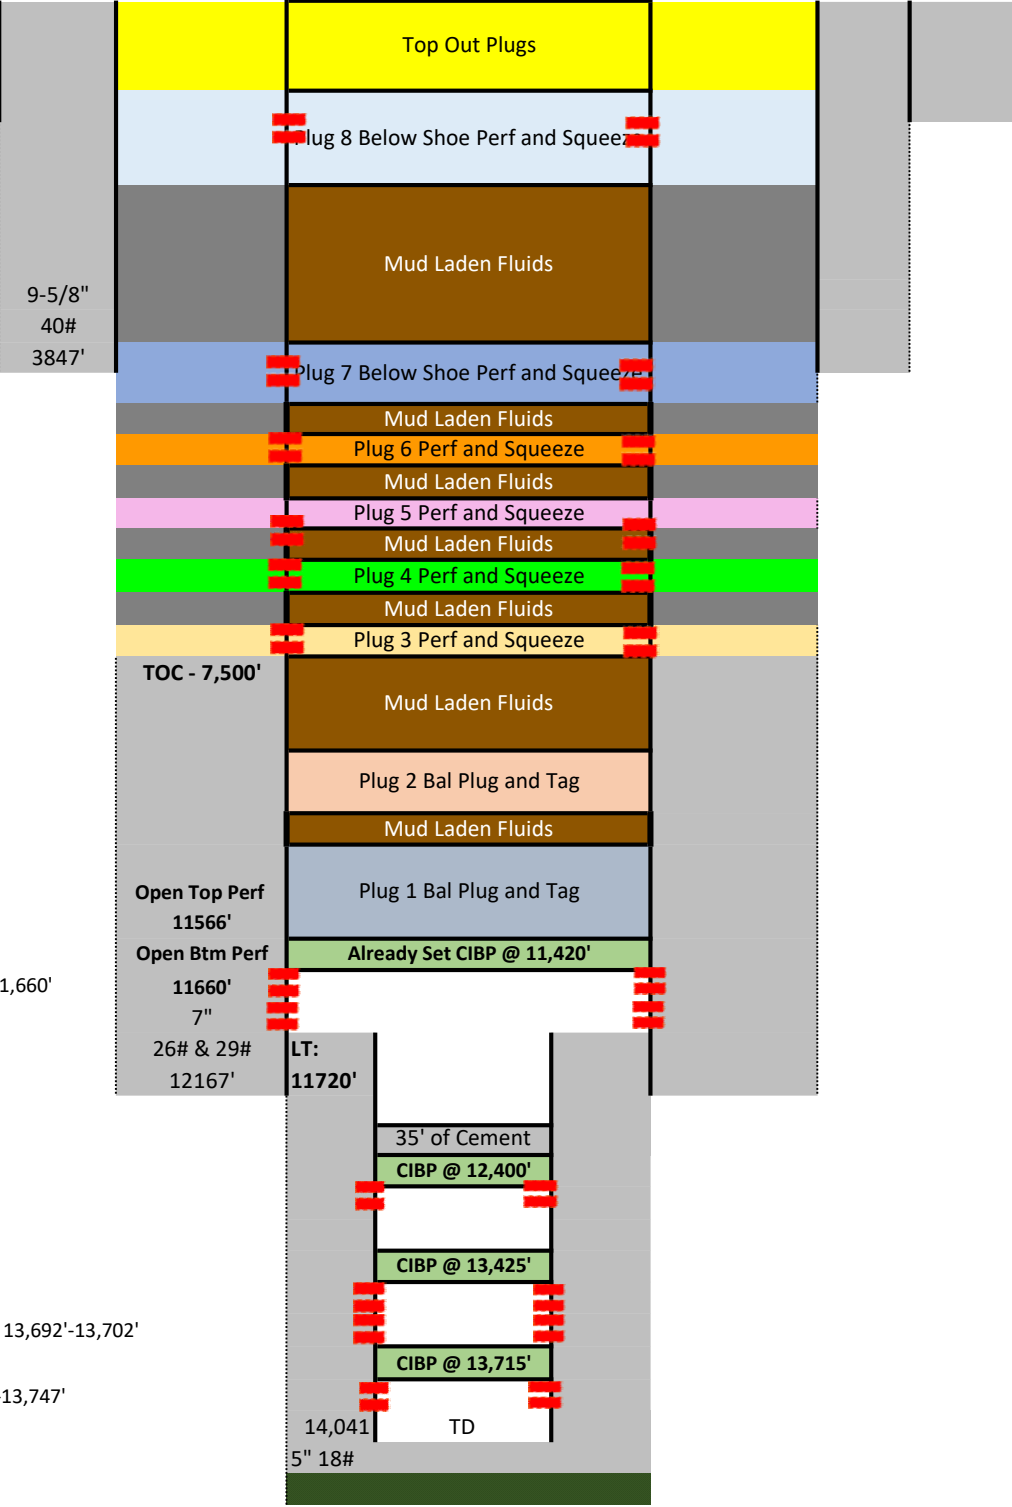 Top Out Plugs
Plug 8 Below Shoe Perf and Squeeze
Mud Laden Fluids
9-5/8"
40#
3847'
Plug 7 Below Shoe Perf and Squeeze
Mud Laden Fluids
Plug 6 Perf and Squeeze
Mud Laden Fluids
Plug 5 Perf and Squeeze
Mud Laden Fluids
Plug 4 Perf and Squeeze
Mud Laden Fluids
Plug 3 Perf and Squeeze
TOC - 7,500'
Mud Laden Fluids
Plug 2 Bal Plug and Tag
Mud Laden Fluids
Plug 1 Bal Plug and Tag
Open Top Perf
11566'
Open Btm Perf
Already Set CIBP @ 11,420'
1,660'
11660'
7"
26# & 29#
12167'
LT:
11720'
35' of Cement
CIBP @ 12,400'
CIBP @ 13,425'
13,692'-13,702'
CIBP @ 13,715'
-13,747'
14,041
TD
5" 18#